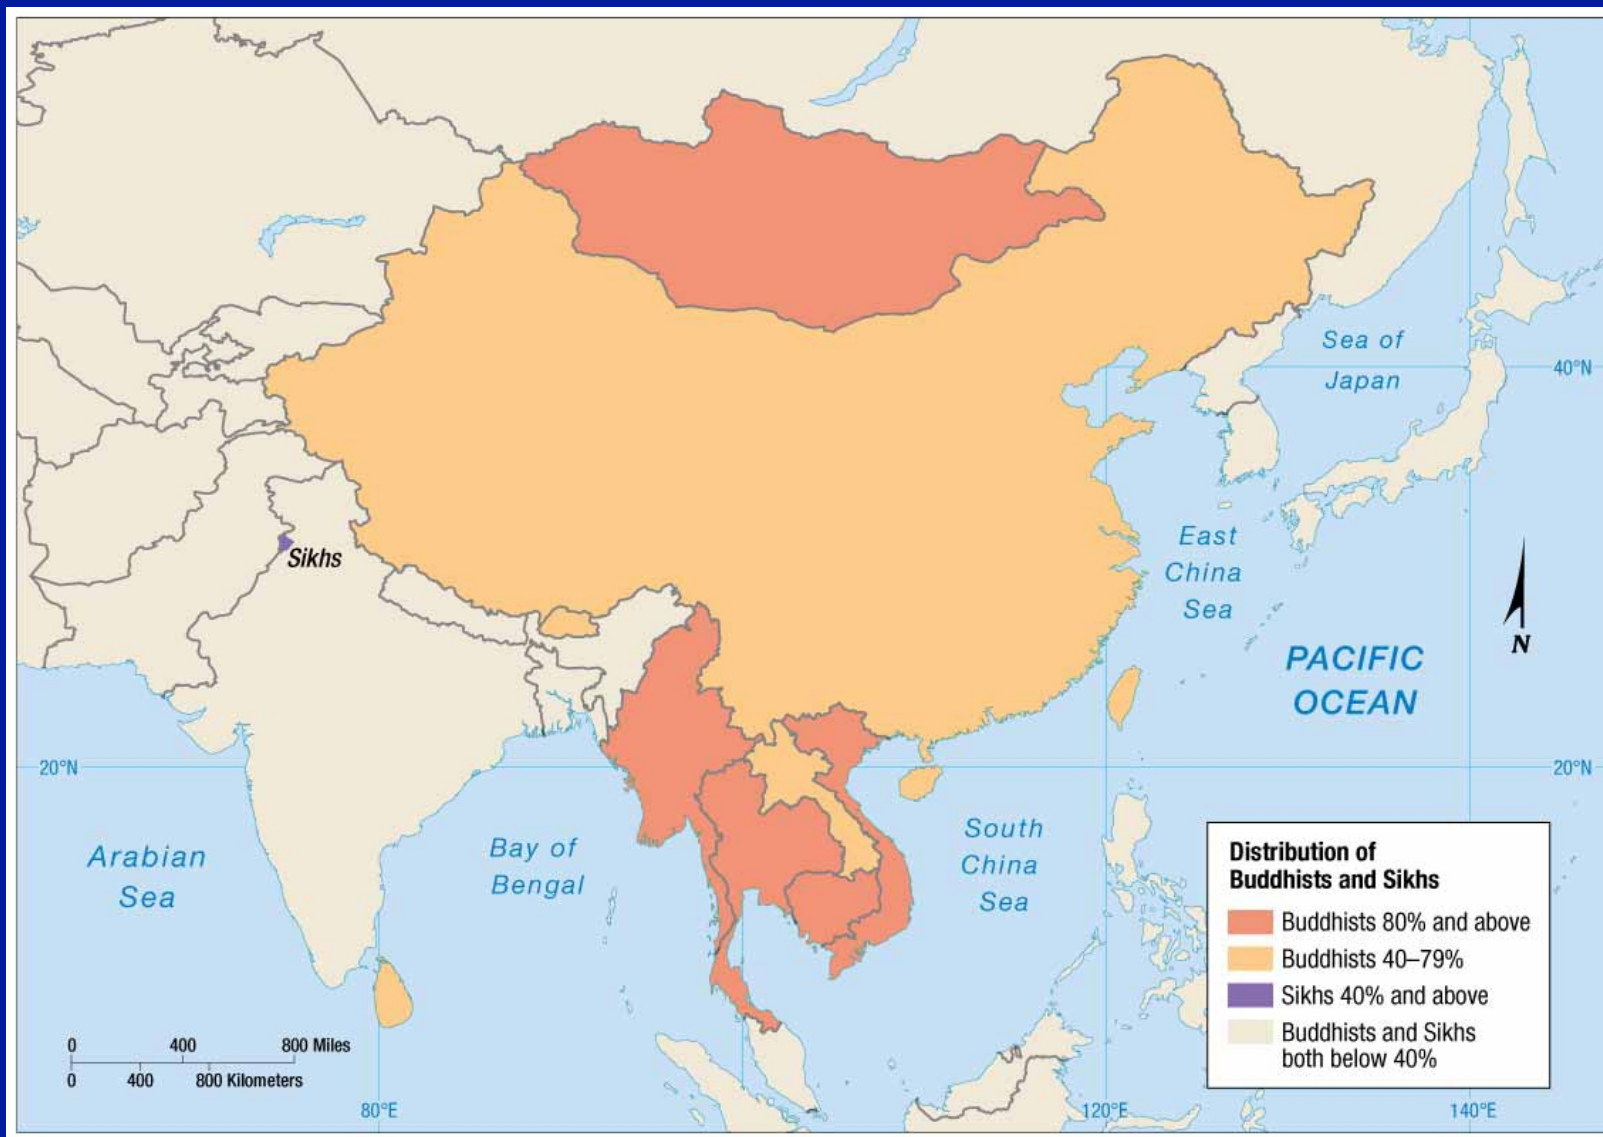 Sea of
Japan
40°N
Sikhs
East
China
Sea
N
PACIFIC
OCEAN
20°N
20°N
Arabian
Sea
Bay of
Bengal
South
China
Sea
Distribution of
Buddhists and Sikhs
Buddhists 80% and above
Buddhists 40–79%
Sikhs 40% and above
Buddhists and Sikhs
both below 40%
0 400 800 Miles
0 400 800 Kilometers
80°E
120°E
140°E